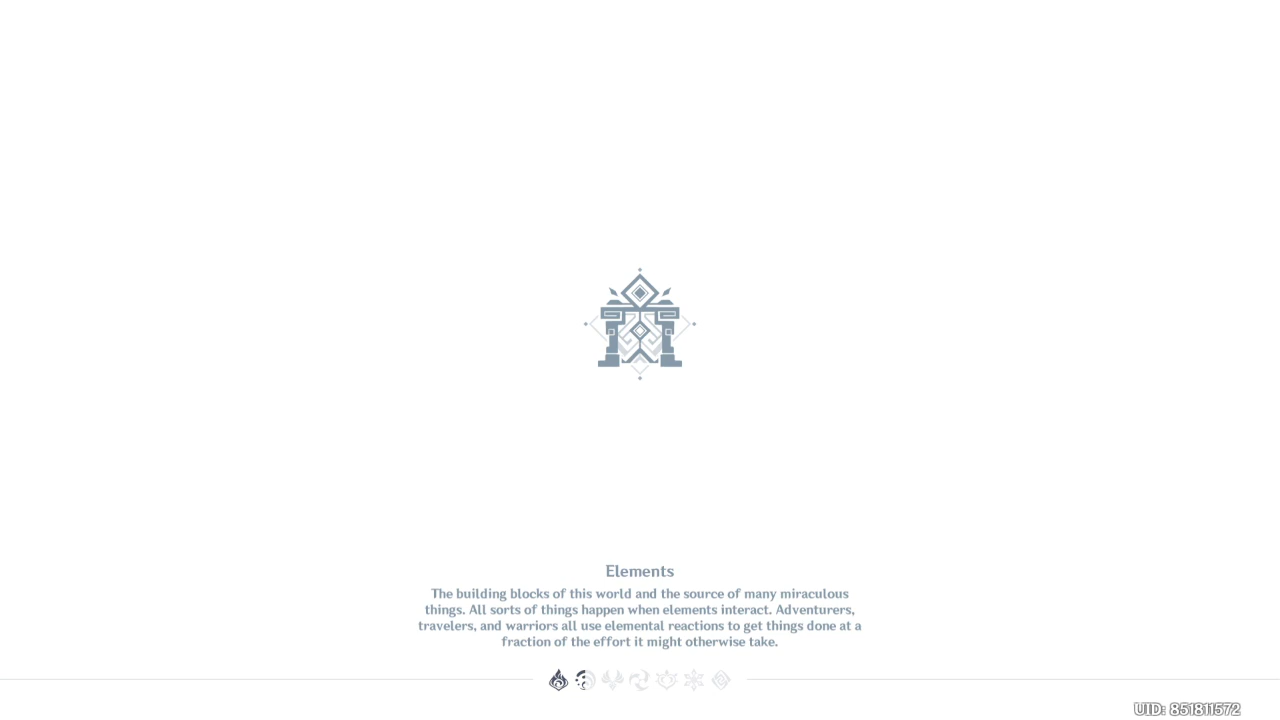 Elements
The building blocks of this world and the source of many miraculous
things. All sorts of things happen when elements interact. Adventurers,
travelers, and warriors all use elemental reactions to get things done at a
fraction of the effort it might otherwise take.
UID: 851811572